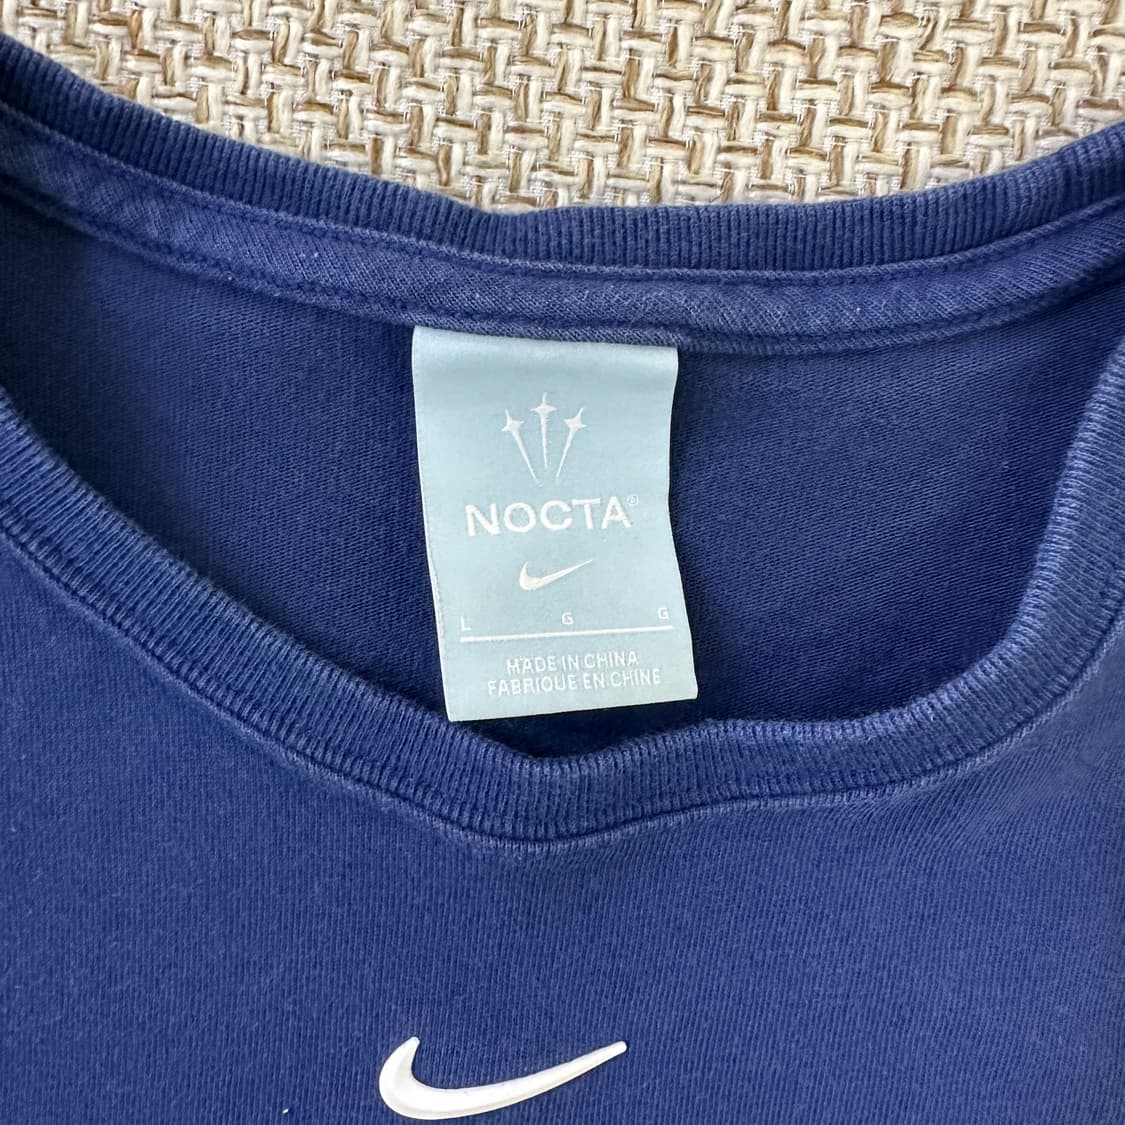 NOCTA®
L G G
MADE IN CHINA
FABRIQUE EN CHINE